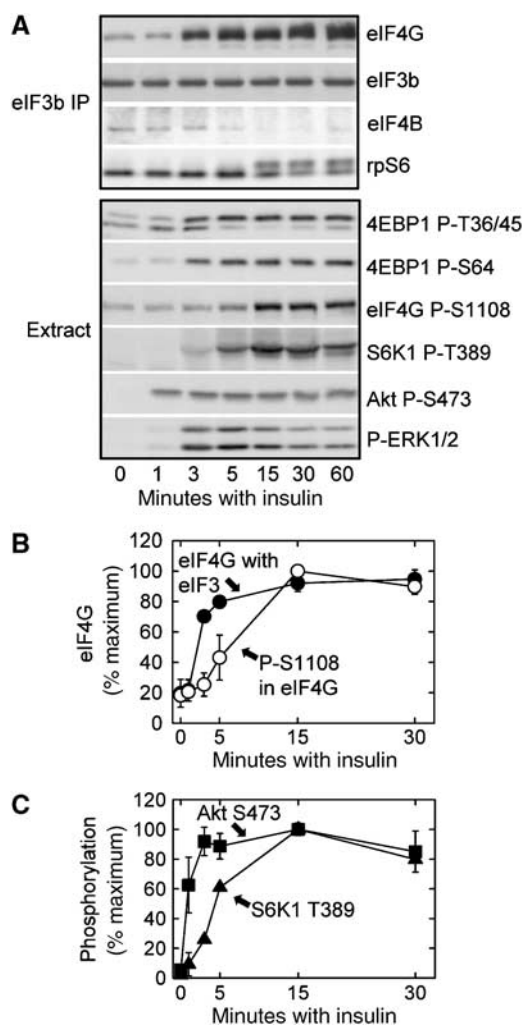 A
eIF3b IP
eIF4G
eIF3b
eIF4B
rpS6
Extract
4EBP1 P-T36/45
4EBP1 P-S64
eIF4G P-S1108
S6K1 P-T389
Akt P-S473
P-ERK1/2
0 1 3 5 15 30 60
Minutes with insulin
B
eIF4G
(% maximum)
120
100
80
60
40
20
0
eIF4G with
eIF3
P-S1108
in eIF4G
0 5 15 30
Minutes with insulin
C
Phosphorylation
(% maximum)
120
100
80
60
40
20
0
Akt S473
S6K1 T389
0 5 15 30
Minutes with insulin